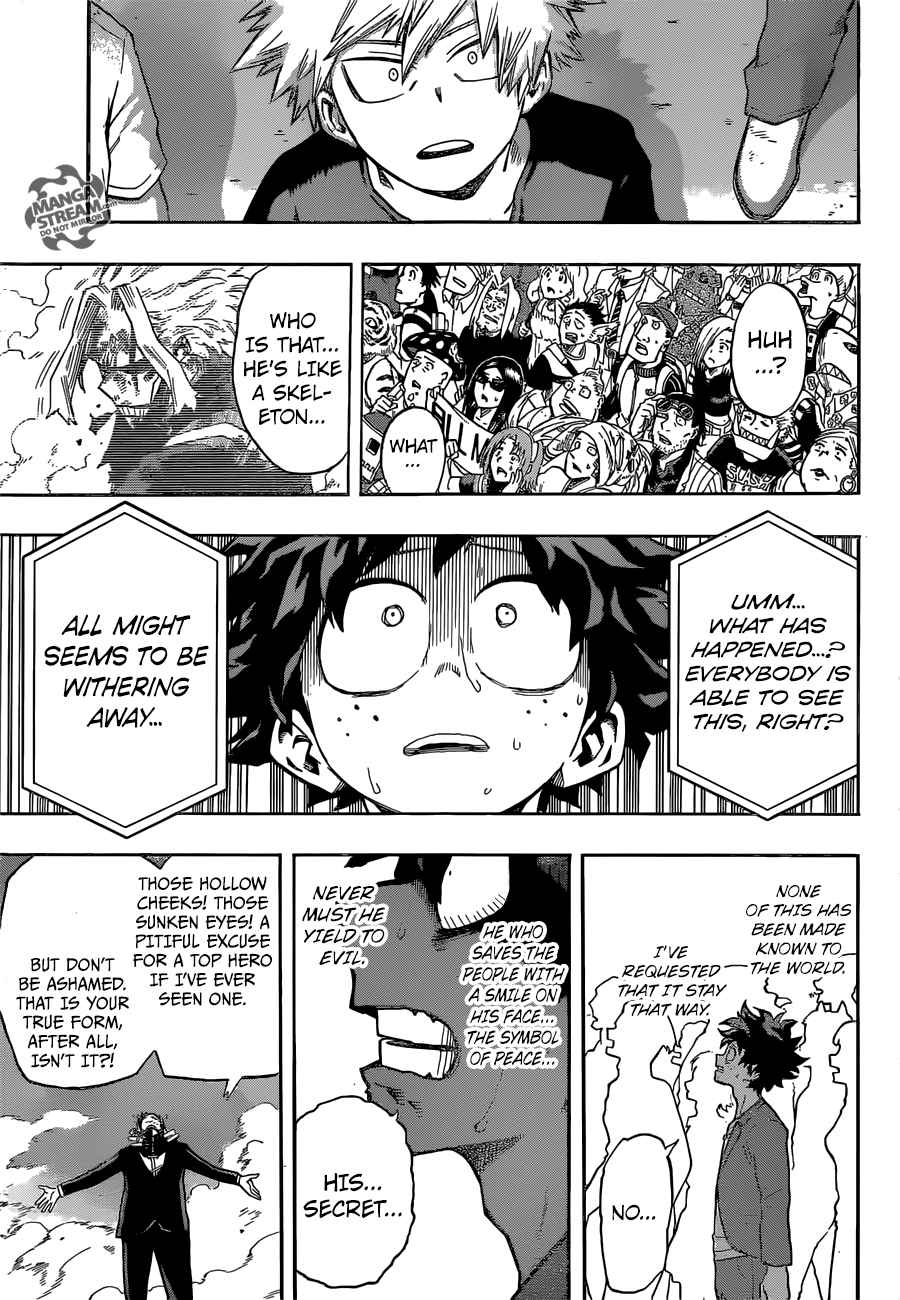 MANGA
STREAM.COM
DO NOT MIRROR
HUH
...?
WHAT
...
WHO
IS THAT...
HE'S LIKE
A SKEL-
ETON...
UMM...
WHAT HAS
HAPPENED...?
EVERYBODY IS
ABLE TO SEE
THIS, RIGHT?
ALL MIGHT
SEEMS TO BE
WITHERING
AWAY...
NONE
OF THIS HAS
BEEN MADE
KNOWN TO
THE WORLD.
I'VE
REQUESTED
THAT IT STAY
THAT WAY.
NO...
HE WHO
SAVES THE
PEOPLE WITH
A SMILE ON
HIS FACE...
THE SYMBOL
OF PEACE...
NEVER
MUST HE
YIELD TO
EVIL.
HIS...
SECRET...
THOSE HOLLOW
CHEEKS! THOSE
SUNKEN EYES! A
PITIFUL EXCUSE
FOR A TOP HERO
IF I'VE EVER
SEEN ONE.
BUT DON'T
BE ASHAMED.
THAT IS YOUR
TRUE FORM,
AFTER ALL,
ISN'T IT?!